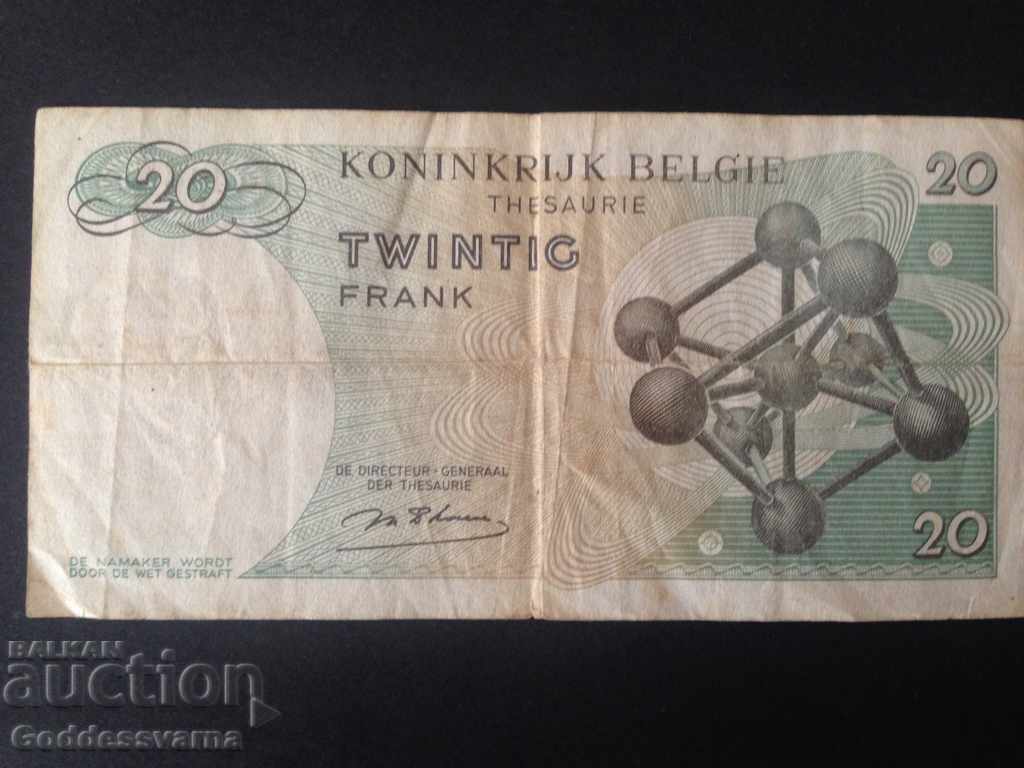 20
KONINKRIJK BELGIE
20
THESAURIE
TWINTIG
FRANK
DE DIRECTEUR-GENERAAL
DER THESAURIE
20
DE NAMAKER WORDT
DOOR DE WET GESTRAFT
BALKAN
auction
Goddessvama